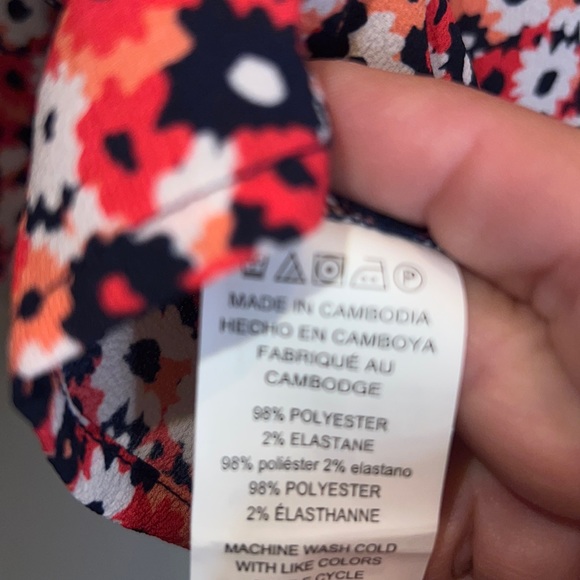 P
MADE IN CAMBODIA
HECHO EN CAMBOYA
FABRIQUÉ AU
CAMBODGE
98% POLYESTER
2% ELASTANE
98% poliéster 2% elastano
98% POLYESTER
2% ÉLASTHANNE
MACHINE WASH COLD
WITH LIKE COLORS
CYCLE